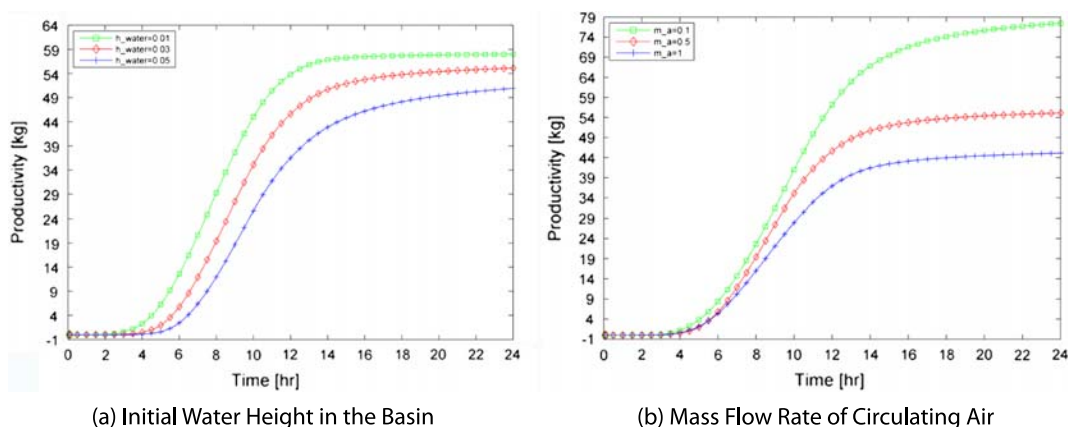 64
59
54
49
44
39
34
29
24
19
14
9
4
-1
Productivity [kg]
h_water=0 01
h_water=0 03
h_water=0 05
0 2 4 6 8 10 12 14 16 18 20 22 24
Time [hr]
(a) Initial Water Height in the Basin
79
74
69
64
59
54
49
44
39
34
29
24
19
14
9
4
-1
Productivity [kg]
m_a=0 1
m_a=0.5
m_a=1
0 2 4 6 8 10 12 14 16 18 20 22 24
Time [hr]
(b) Mass Flow Rate of Circulating Air